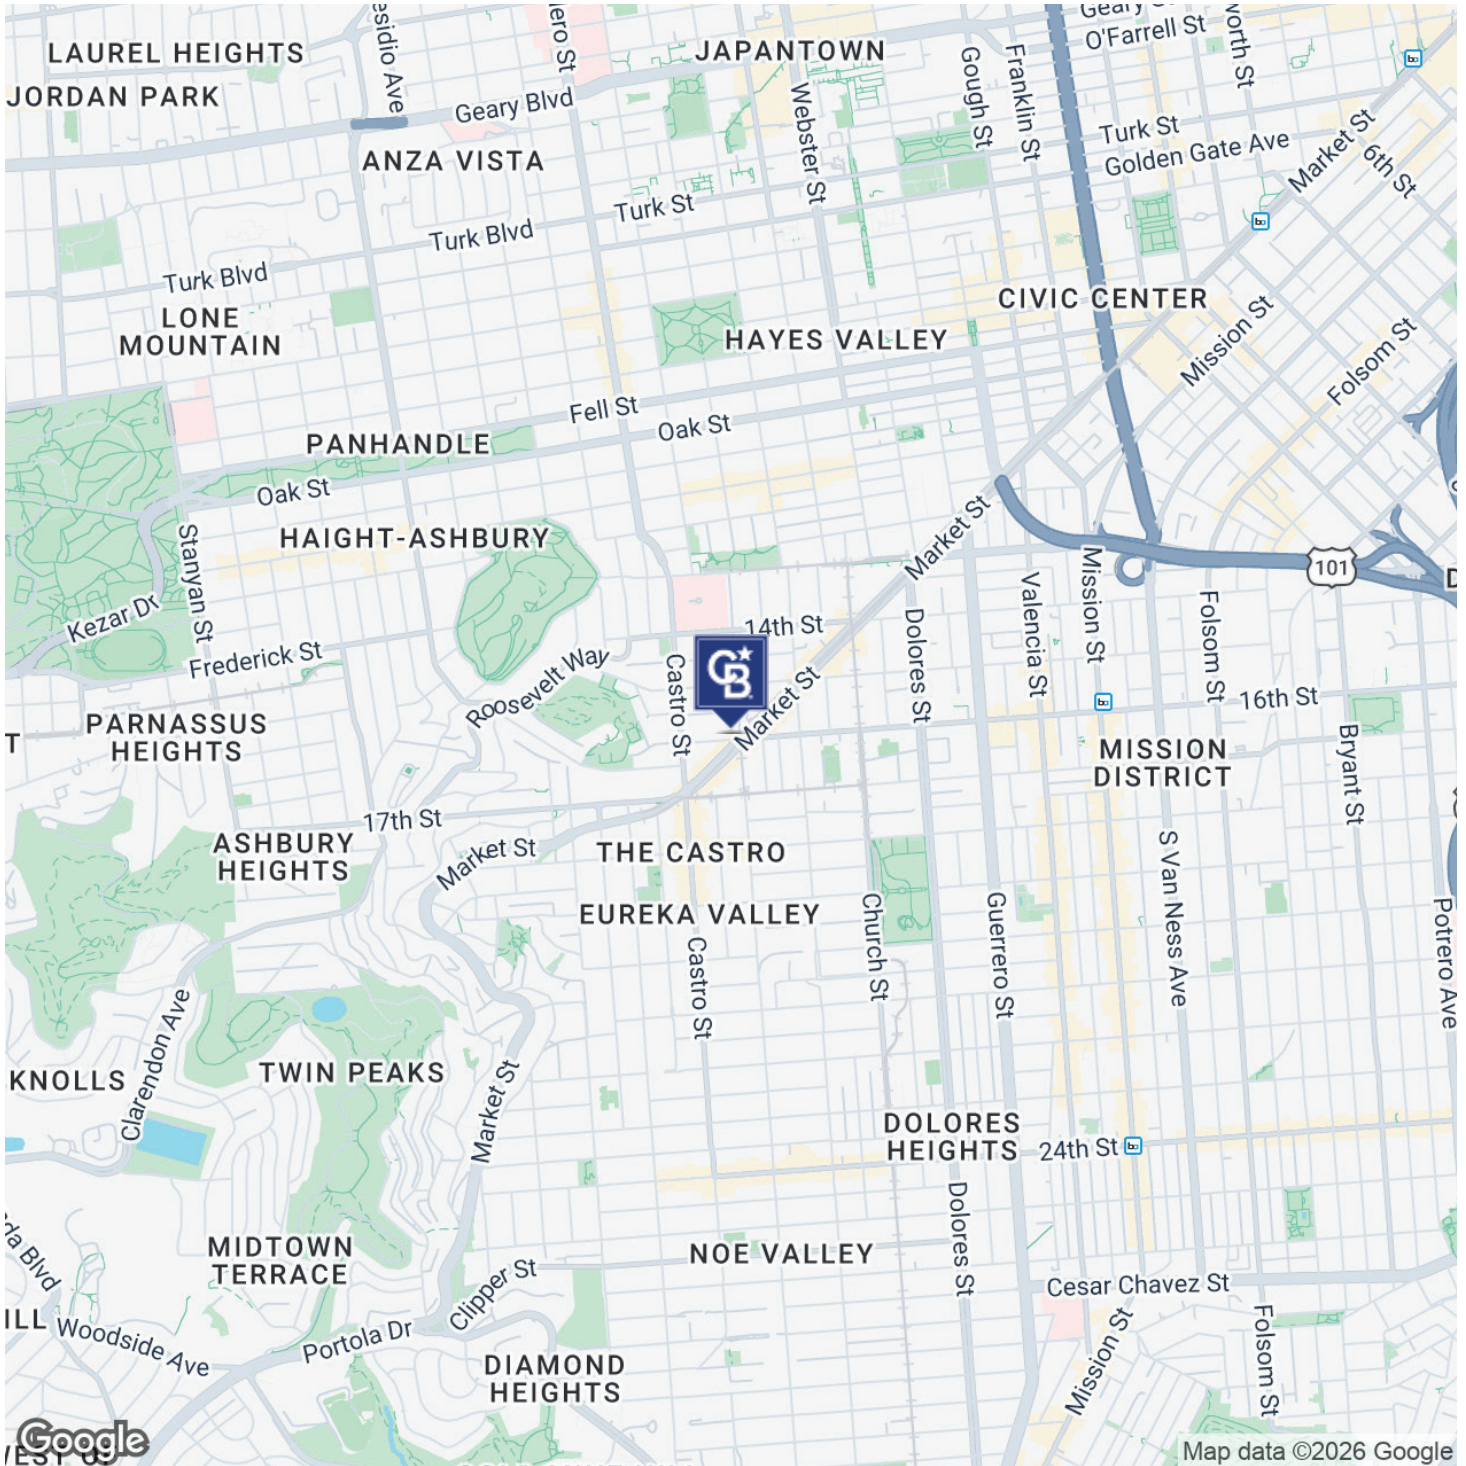 Geary
O'Farrell St
LAUREL HEIGHTS
JAPANTOWN
JORDAN PARK
Geary Blvd
Webster St
Gough St
Franklin St
Turk St
Golden Gate Ave
Market St
6th St
ANZA VISTA
Turk St
Turk Blvd
Turk Blvd
LONE
MOUNTAIN
HAYES VALLEY
CIVIC CENTER
Mission St
Folsom St
Fell St
Oak St
PANHANDLE
Oak St
HAIGHT-ASHBURY
Market St
101
Stanyan St
Kezar Dr
Frederick St
14th St
CB
Roosevelt Way
Castro St
Market St
Dolores St
Valencia St
Mission St
Folsom St
16th St
PARNASSUS
HEIGHTS
MISSION
DISTRICT
Bryant St
17th St
Market St
ASHBURY
HEIGHTS
THE CASTRO
EUREKA VALLEY
Church St
Guerrero St
S Van Ness Ave
Potrero Ave
Castro St
Clarendon Ave
KNOLLS
TWIN PEAKS
Market St
DOLORES
HEIGHTS
24th St
Dolores St
MIDTOWN
TERRACE
NOE VALLEY
Clipper St
Cesar Chavez St
Woodside Ave
Portola Dr
DIAMOND
HEIGHTS
Mission St
Folsom St
Google
Map data ©2026 Google